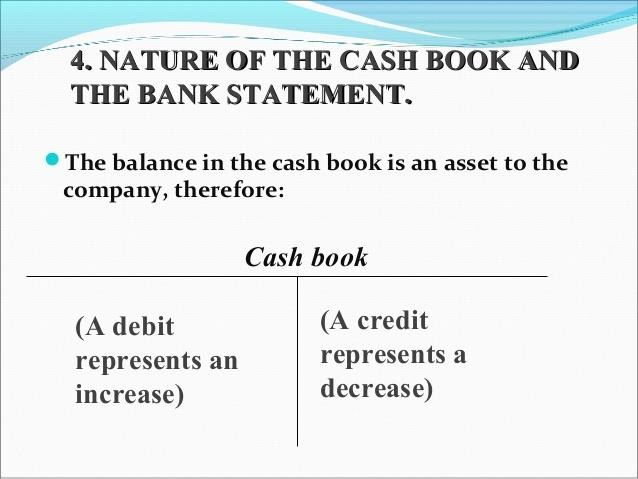 4. NATURE OF THE CASH BOOK AND
THE BANK STATEMENT.
The balance in the cash book is an asset to the
company, therefore:
Cash book
(A debit
represents an
increase)
(A credit
represents a
decrease)